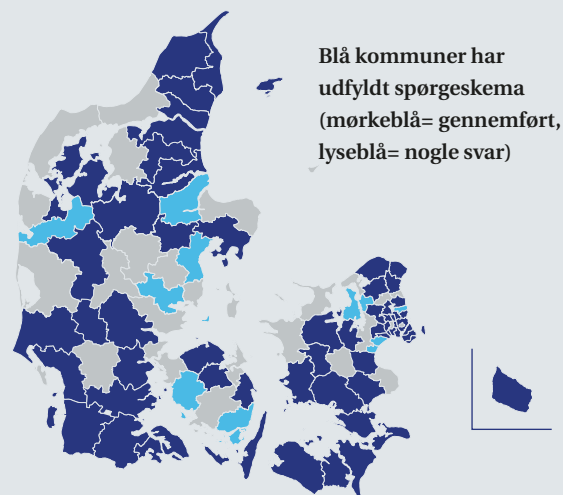 Blå kommuner har
udfyldt spørgeskema
(mørkeblå= gennemført,
lyseblå= nogle svar)